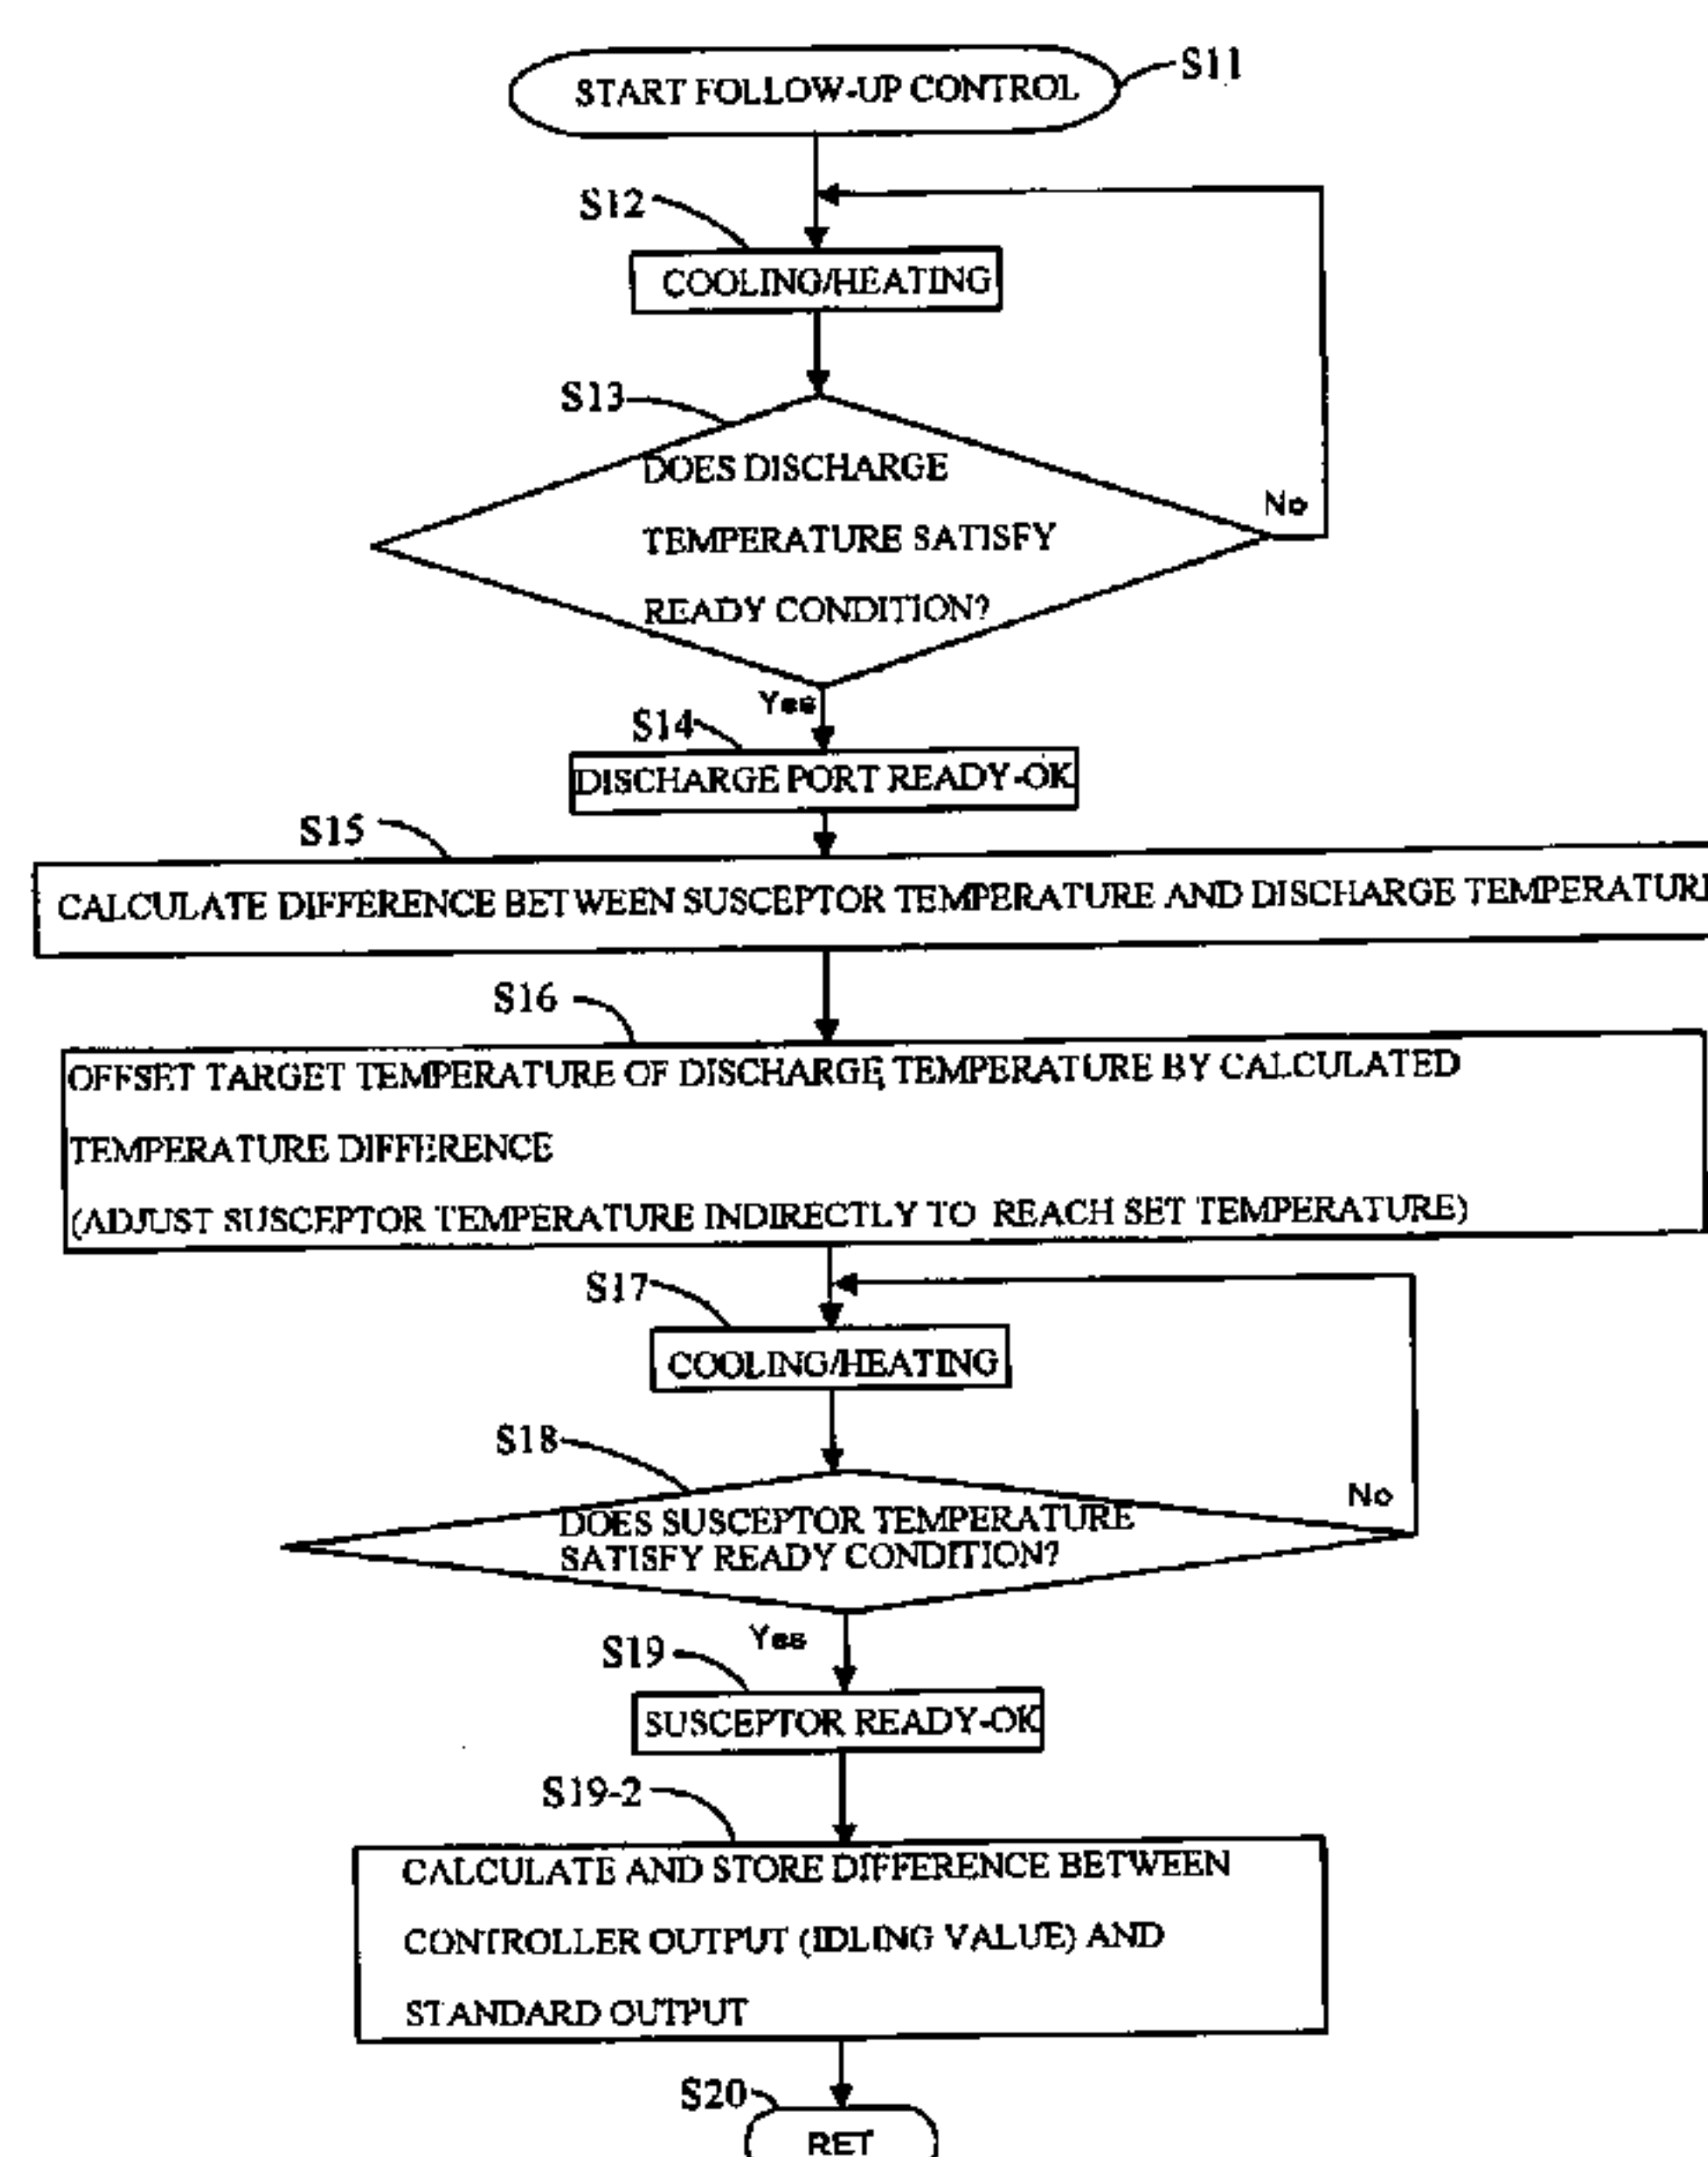 START FOLLOW-UP CONTROL
S11
S12
COOLING/HEATING
S13
DOES DISCHARGE
TEMPERATURE SATISFY
READY CONDITION?
No
Yes
S14
DISCHARGE PORT READY-OK
S15
CALCULATE DIFFERENCE BETWEEN SUSCEPTOR TEMPERATURE AND DISCHARGE TEMPERATURE
S16
OFFSET TARGET TEMPERATURE OF DISCHARGE TEMPERATURE BY CALCULATED
TEMPERATURE DIFFERENCE
(ADJUST SUSCEPTOR TEMPERATURE INDIRECTLY TO REACH SET TEMPERATURE)
S17
COOLING/HEATING
S18
DOES SUSCEPTOR TEMPERATURE
SATISFY READY CONDITION?
No
Yes
S19
SUSCEPTOR READY-OK
S19-2
CALCULATE AND STORE DIFFERENCE BETWEEN
CONTROLLER OUTPUT (IDLING VALUE) AND
STANDARD OUTPUT
S20
RET